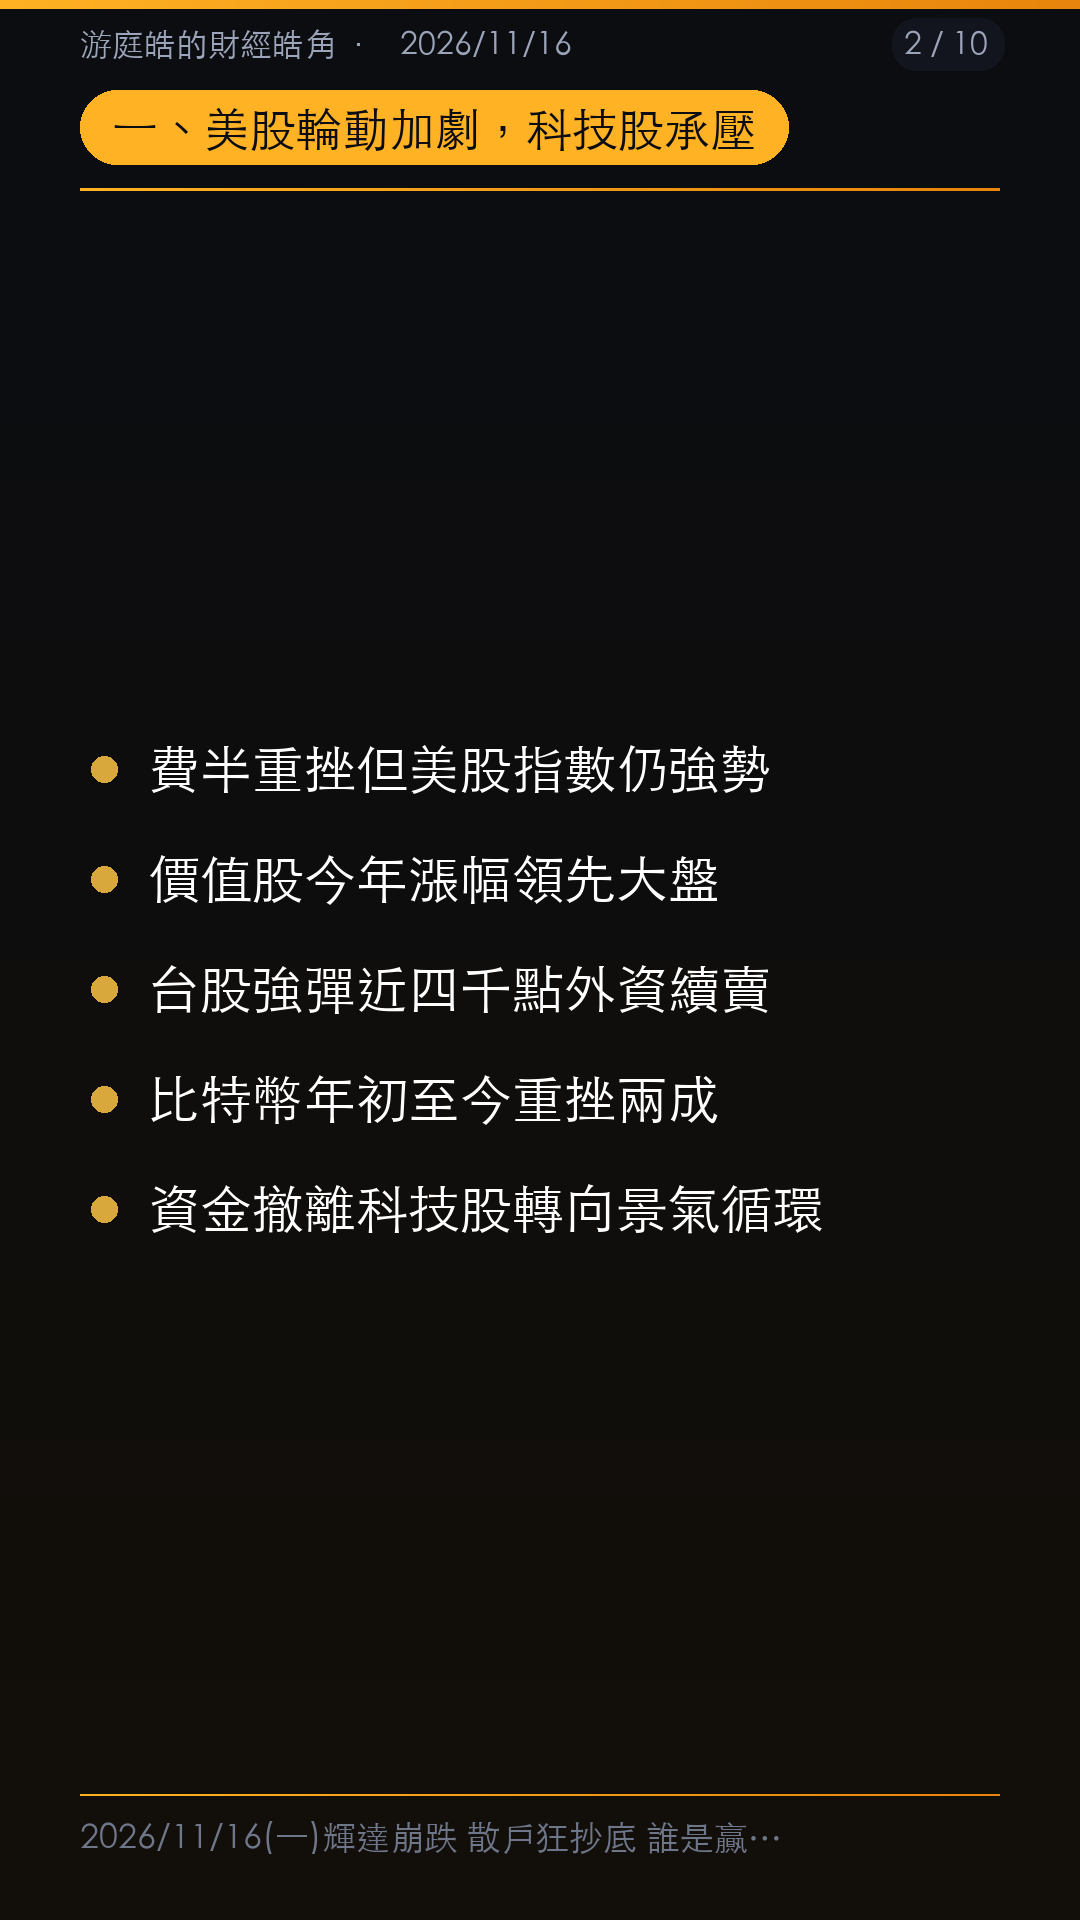 游庭皓的財經皓角 · 2026/11/16
2 / 10
一、美股輪動加劇，科技股承壓
費半重挫但美股指數仍強勢
價值股今年漲幅領先大盤
台股強彈近四千點外資續賣
比特幣年初至今重挫兩成
資金撤離科技股轉向景氣循環
2026/11/16(一)輝達崩跌 散戶狂抄底 誰是贏…